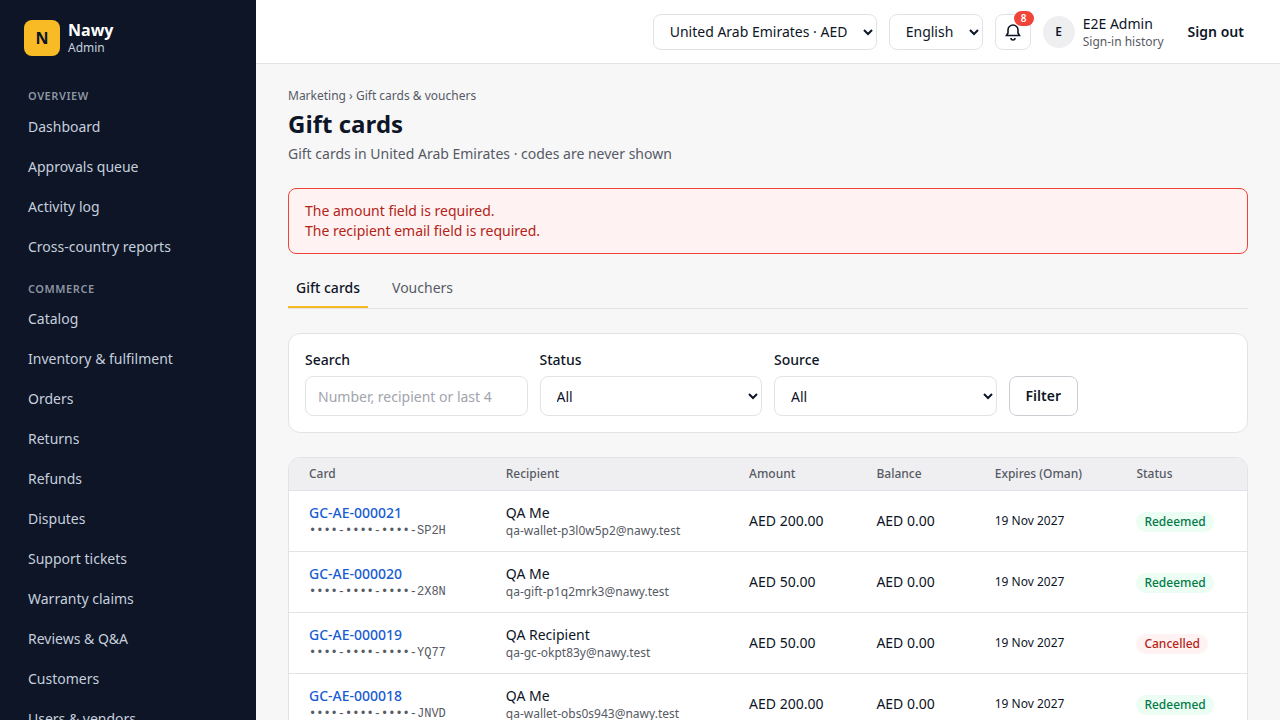 N
Nawy
Admin
United Arab Emirates · AED
English
8
E
E2E Admin
Sign-in history
Sign out
OVERVIEW
Dashboard
Approvals queue
Activity log
Cross-country reports
COMMERCE
Catalog
Inventory & fulfilment
Orders
Returns
Refunds
Disputes
Support tickets
Warranty claims
Reviews & Q&A
Customers
Users & vendors
Marketing › Gift cards & vouchers
Gift cards
Gift cards in United Arab Emirates · codes are never shown
The amount field is required.
The recipient email field is required.
Gift cards Vouchers
Search Status Source
Number, recipient or last 4 All All Filter
Card Recipient Amount Balance Expires (Oman) Status
GC-AE-000021 QA Me AED 200.00 AED 0.00 19 Nov 2027 Redeemed
••••-••••-••••-SP2H qa-wallet-p3l0w5p2@nawy.test
GC-AE-000020 QA Me AED 50.00 AED 0.00 19 Nov 2027 Redeemed
••••-••••-••••-2X8N qa-gift-p1q2mrk3@nawy.test
GC-AE-000019 QA Recipient AED 50.00 AED 0.00 19 Nov 2027 Cancelled
••••-••••-••••-YQ77 qa-gc-okpt83y@nawy.test
GC-AE-000018 QA Me AED 200.00 AED 0.00 19 Nov 2027 Redeemed
••••-••••-••••-JNVD qa-wallet-obs0s943@nawy.test